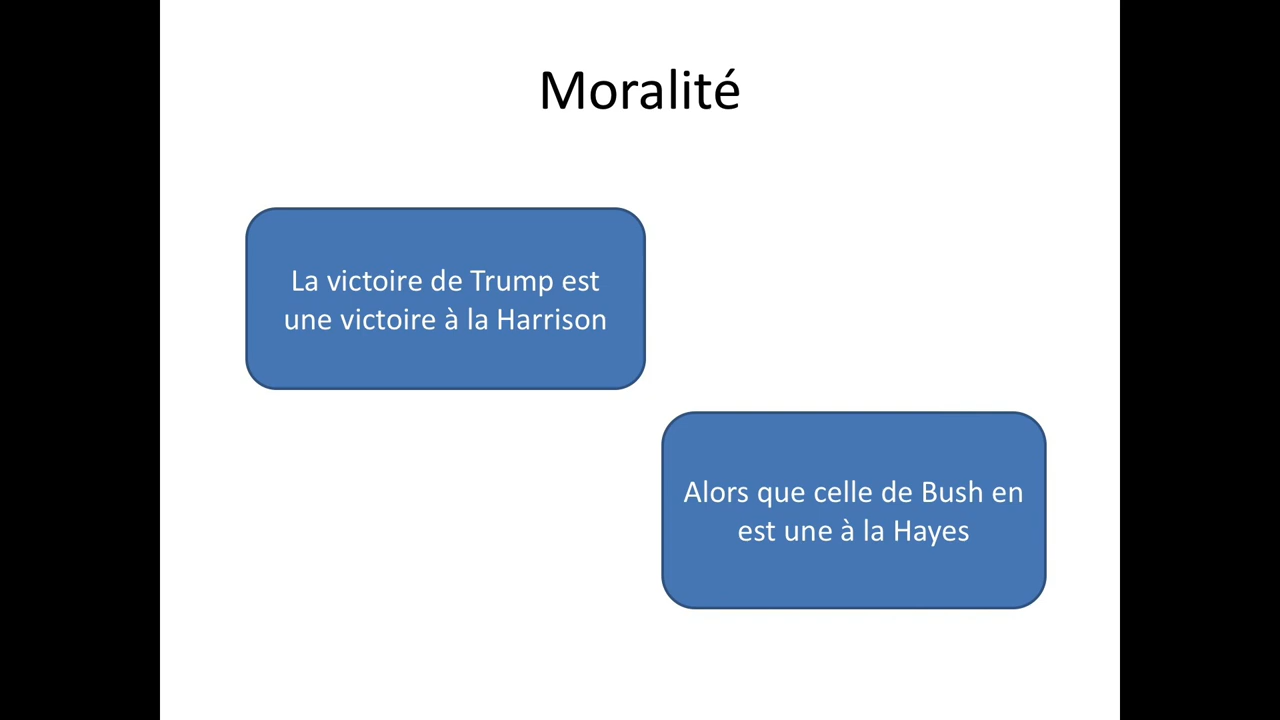 Moralité
La victoire de Trump est
une victoire à la Harrison
Alors que celle de Bush en
est une à la Hayes